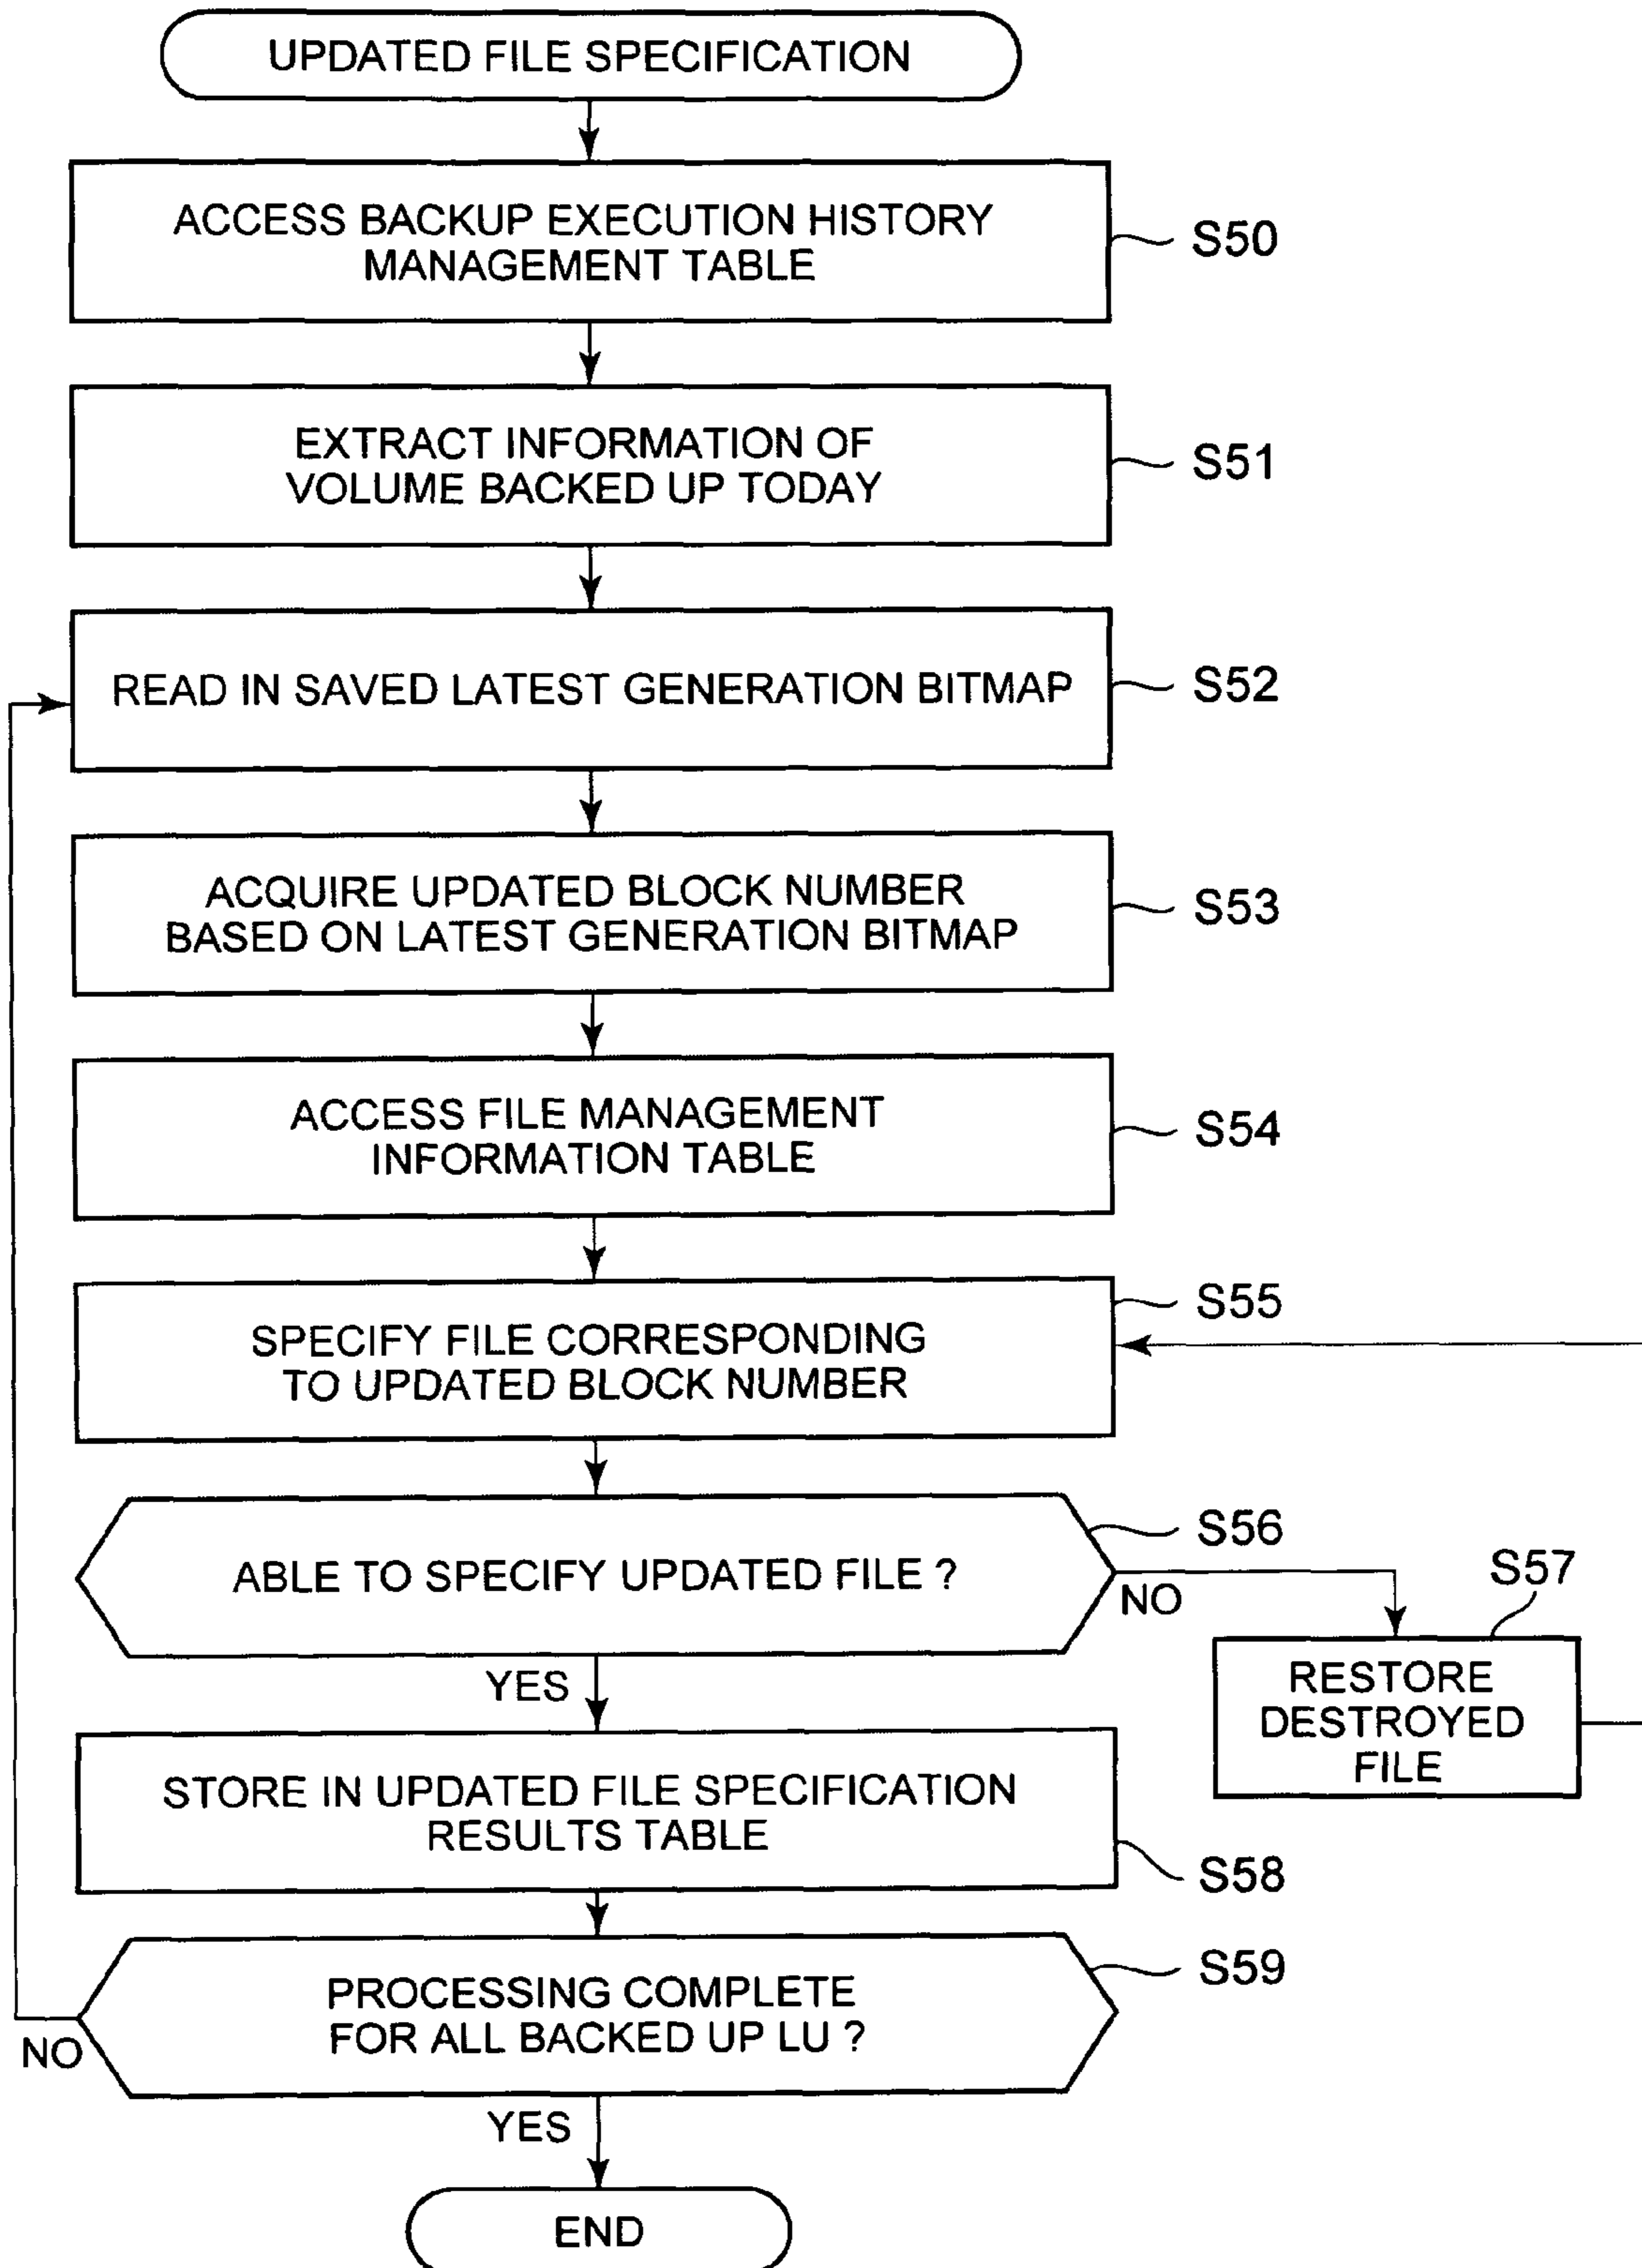 UPDATED FILE SPECIFICATION
ACCESS BACKUP EXECUTION HISTORY
MANAGEMENT TABLE
S50
EXTRACT INFORMATION OF
VOLUME BACKED UP TODAY
S51
READ IN SAVED LATEST GENERATION BITMAP
S52
ACQUIRE UPDATED BLOCK NUMBER
BASED ON LATEST GENERATION BITMAP
S53
ACCESS FILE MANAGEMENT
INFORMATION TABLE
S54
SPECIFY FILE CORRESPONDING
TO UPDATED BLOCK NUMBER
S55
ABLE TO SPECIFY UPDATED FILE ?
S56
NO
S57
RESTORE
DESTROYED
FILE
YES
STORE IN UPDATED FILE SPECIFICATION
RESULTS TABLE
S58
PROCESSING COMPLETE
FOR ALL BACKED UP LU ?
S59
NO
YES
END